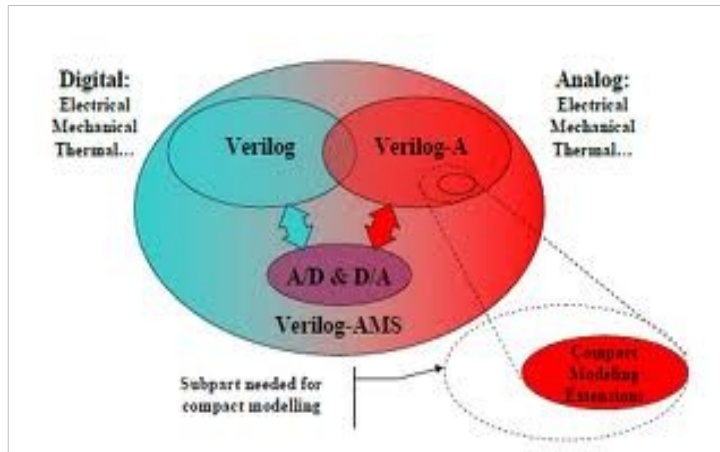 Digital:
Electrical
Mechanical
Thermal...
Analog:
Electrical
Mechanical
Thermal...
Verilog
Verilog-A
A/D & D/A
Verilog-AMS
Subpart needed for
compact modelling
Compact
Modeling
Extensions